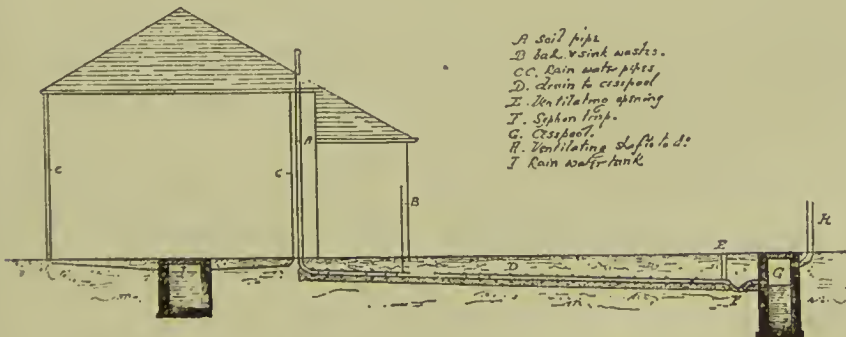 A soil pipe
B bath & sink wastes.
CC. Rain water pipes
D. drain to cesspool
E. Ventilating opening
F. Syphon trap.
G. Cesspool.
H. Ventilating shaft to do:
I Rain water tank
A
C
C
B
H
E
D
I
G
F